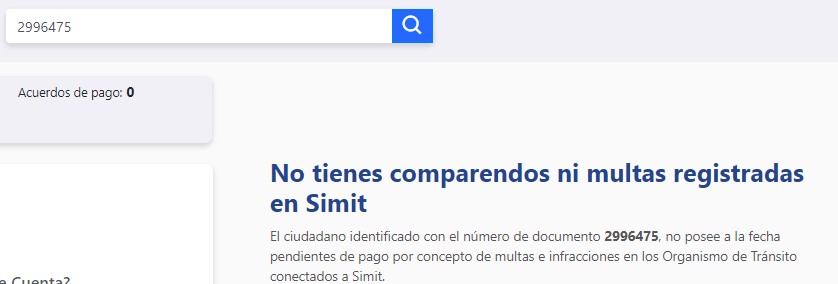 2996475
Acuerdos de pago: 0
No tienes comparendos ni multas registradas
en Simit
El ciudadano identificado con el número de documento 2996475, no posee a la fecha
pendientes de pago por concepto de multas e infracciones en los Organismo de Tránsito
conectados a Simit.
e Cuenta?